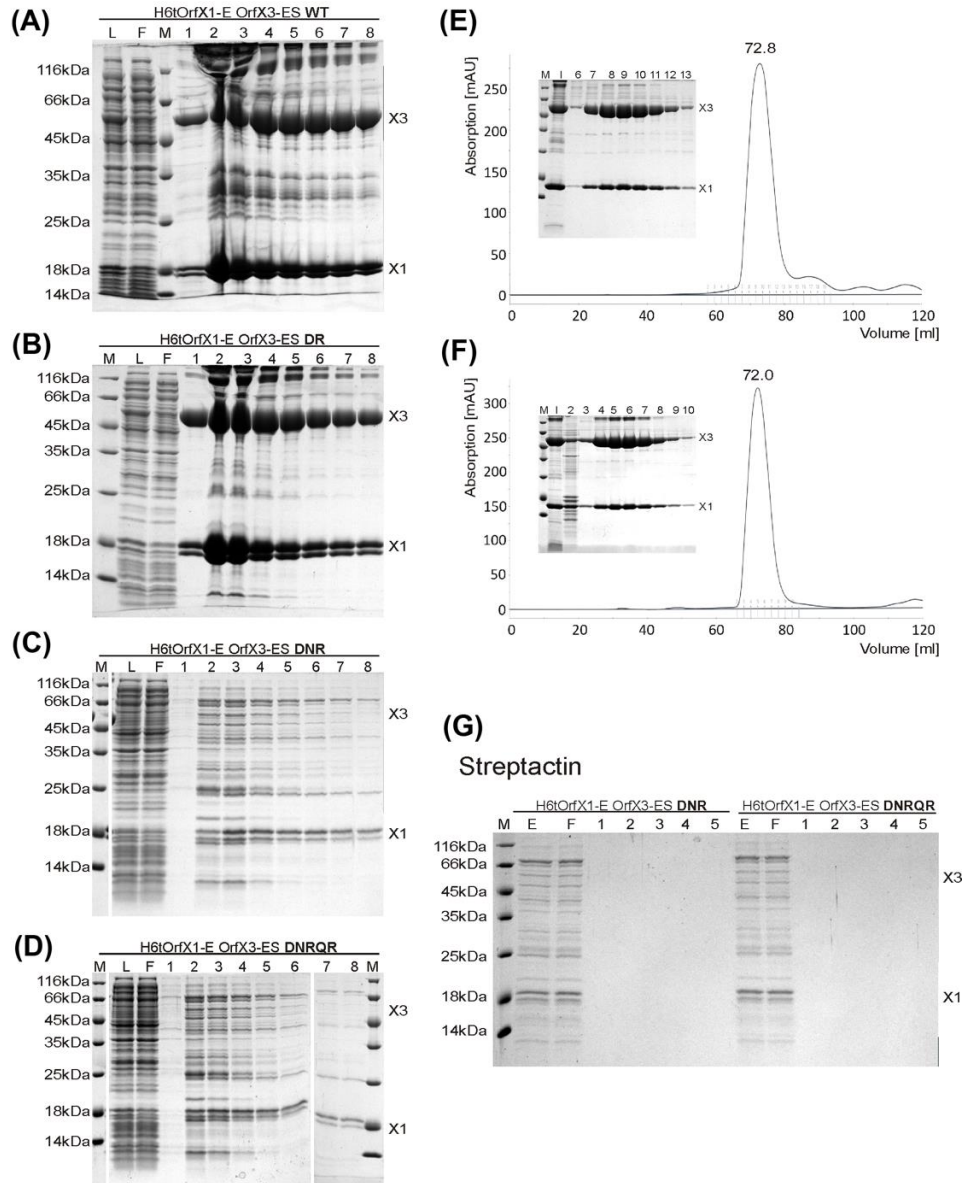 (A)
H6tOrfX1-E OrfX3-ES WT
L F M 1 2 3 4 5 6 7 8
116kDa
66kDa
45kDa
35kDa
25kDa
18kDa
14kDa
X3
X1
(B)
H6tOrfX1-E OrfX3-ES DR
M L F 1 2 3 4 5 6 7 8
116kDa
66kDa
45kDa
35kDa
25kDa
18kDa
14kDa
X3
X1
(C)
H6tOrfX1-E OrfX3-ES DNR
M L F 1 2 3 4 5 6 7 8
116kDa
66kDa
45kDa
35kDa
25kDa
18kDa
14kDa
X3
X1
(D)
H6tOrfX1-E OrfX3-ES DNRQR
M L F 1 2 3 4 5 6 7 8 M
116kDa
66kDa
45kDa
35kDa
25kDa
18kDa
14kDa
X3
X1
(E)
72.8
Absorption [mAU]
250
200
150
100
50
0
M I 6 7 8 9 10 11 12 13
X3
X1
0 20 40 60 80 100 120
Volume [ml]
(F)
72.0
Absorption [mAU]
300
250
200
150
100
50
0
M I 2 3 4 5 6 7 8 9 10
X3
X1
0 20 40 60 80 100 120
Volume [ml]
(G)
Streptactin
H6tOrfX1-E OrfX3-ES DNR
H6tOrfX1-E OrfX3-ES DNRQR
M E F 1 2 3 4 5 E F 1 2 3 4 5
116kDa
66kDa
45kDa
35kDa
25kDa
18kDa
14kDa
X3
X1